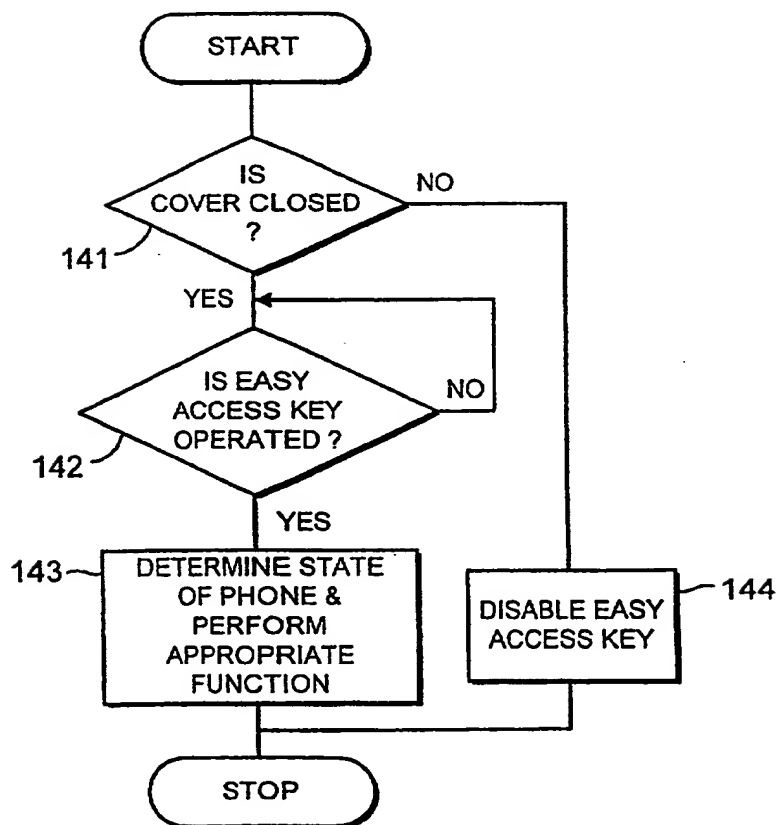 START
IS
COVER CLOSED
?
NO
141
YES
IS EASY
ACCESS KEY
OPERATED ?
NO
142
YES
143
DETERMINE STATE
OF PHONE &
PERFORM
APPROPRIATE
FUNCTION
DISABLE EASY
ACCESS KEY
144
STOP